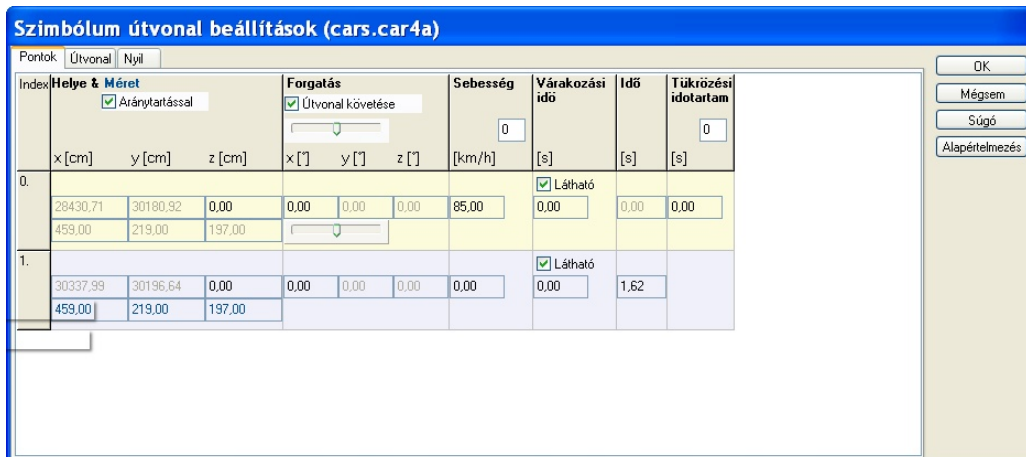 Szimbólum útvonal beállítások (cars.car4a)
Pontok Útvonal Nyil
OK
Mégsem
Súgó
Alapértelmezés
Index Helye & Méret Forgatás Sebesség Várakozási idö Idő Tükrözési idotartam
Aránytartással Útvonal követése
0 0
x [cm] y [cm] z [cm] x [°] y [°] z [°] [km/h] [s] [s] [s]
0. Látható
28430,71 30180,92 0,00 0,00 0,00 0,00 85,00 0,00 0,00 0,00
459,00 219,00 197,00
1. Látható
30337,99 30196,64 0,00 0,00 0,00 0,00 0,00 0,00 1,62
459,00 219,00 197,00